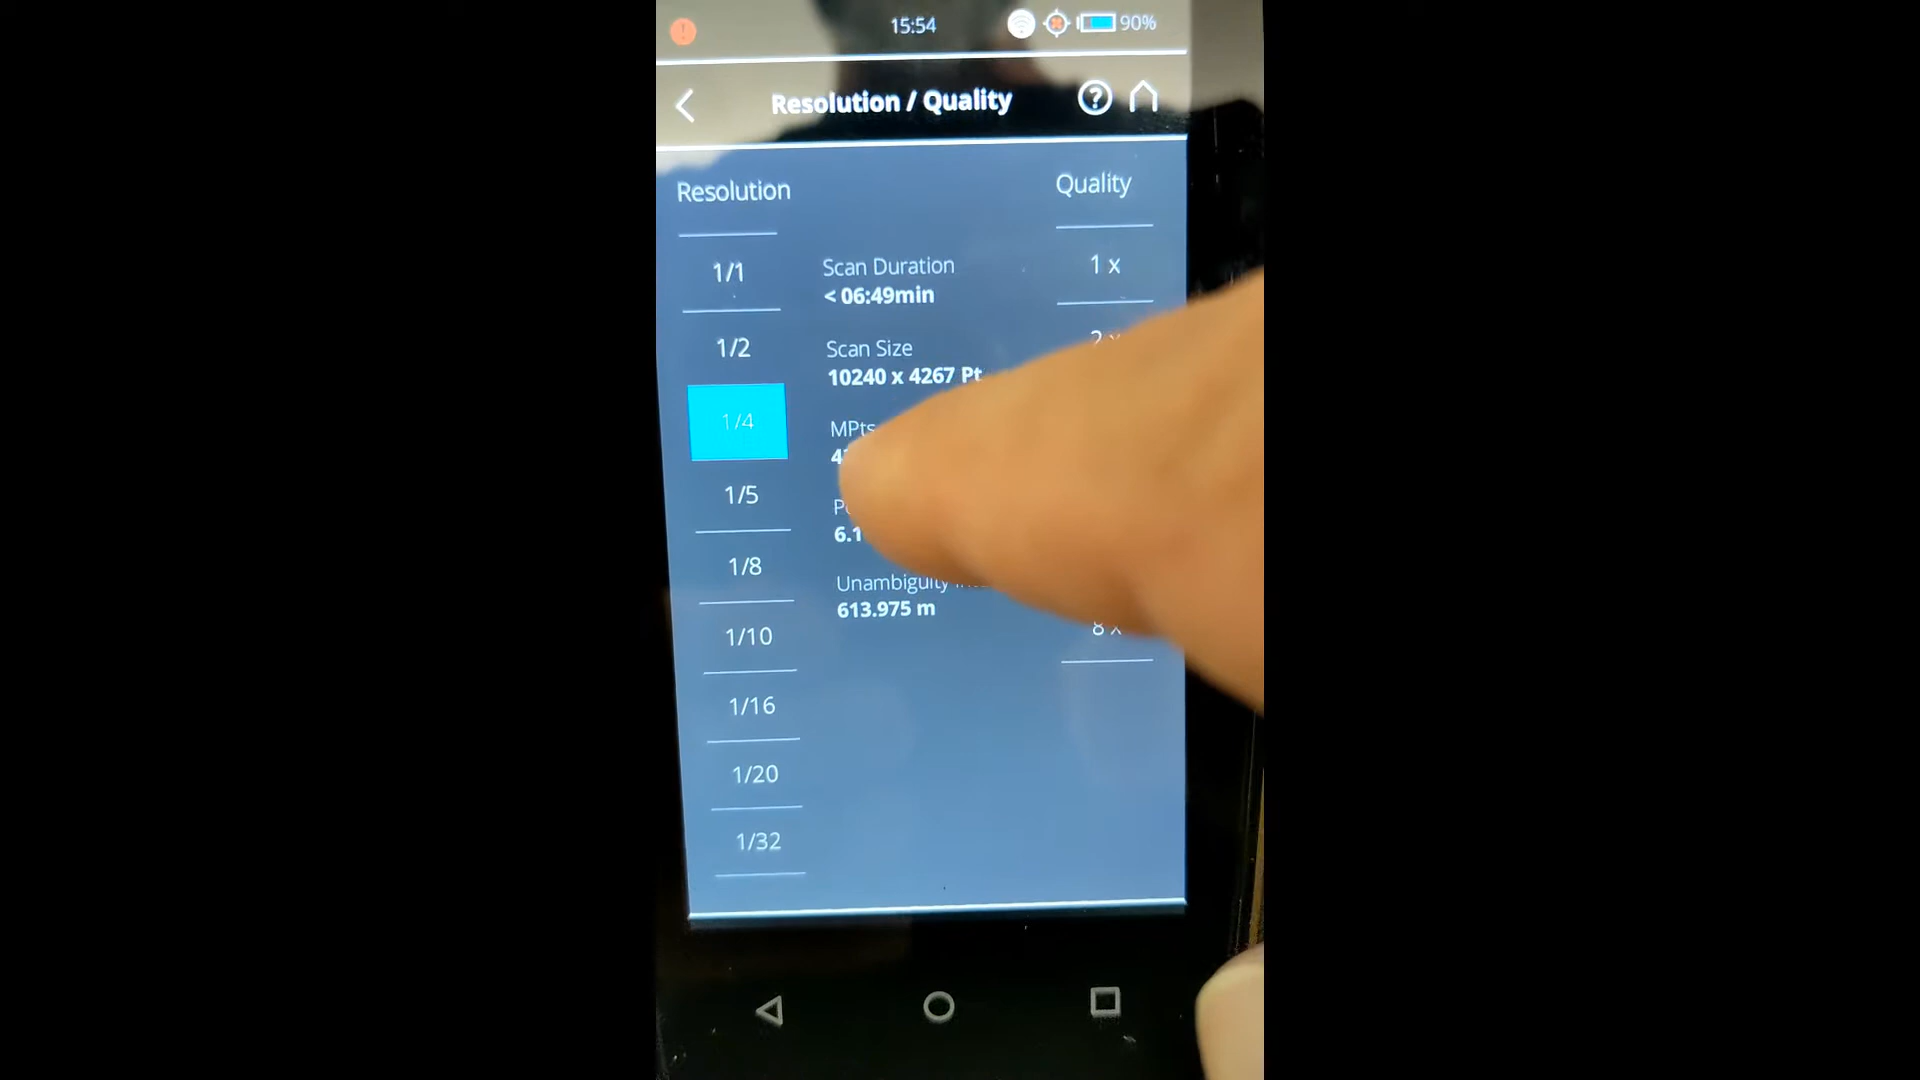 15:54
90%
Resolution / Quality
Resolution
Quality
1/1
Scan Duration
< 06:49min
1 x
1/2
Scan Size
10240 x 4267 Pt
1/4
MPts
1/5
1/8
Unambiguity
613.975 m
8 x
1/10
1/16
1/20
1/32